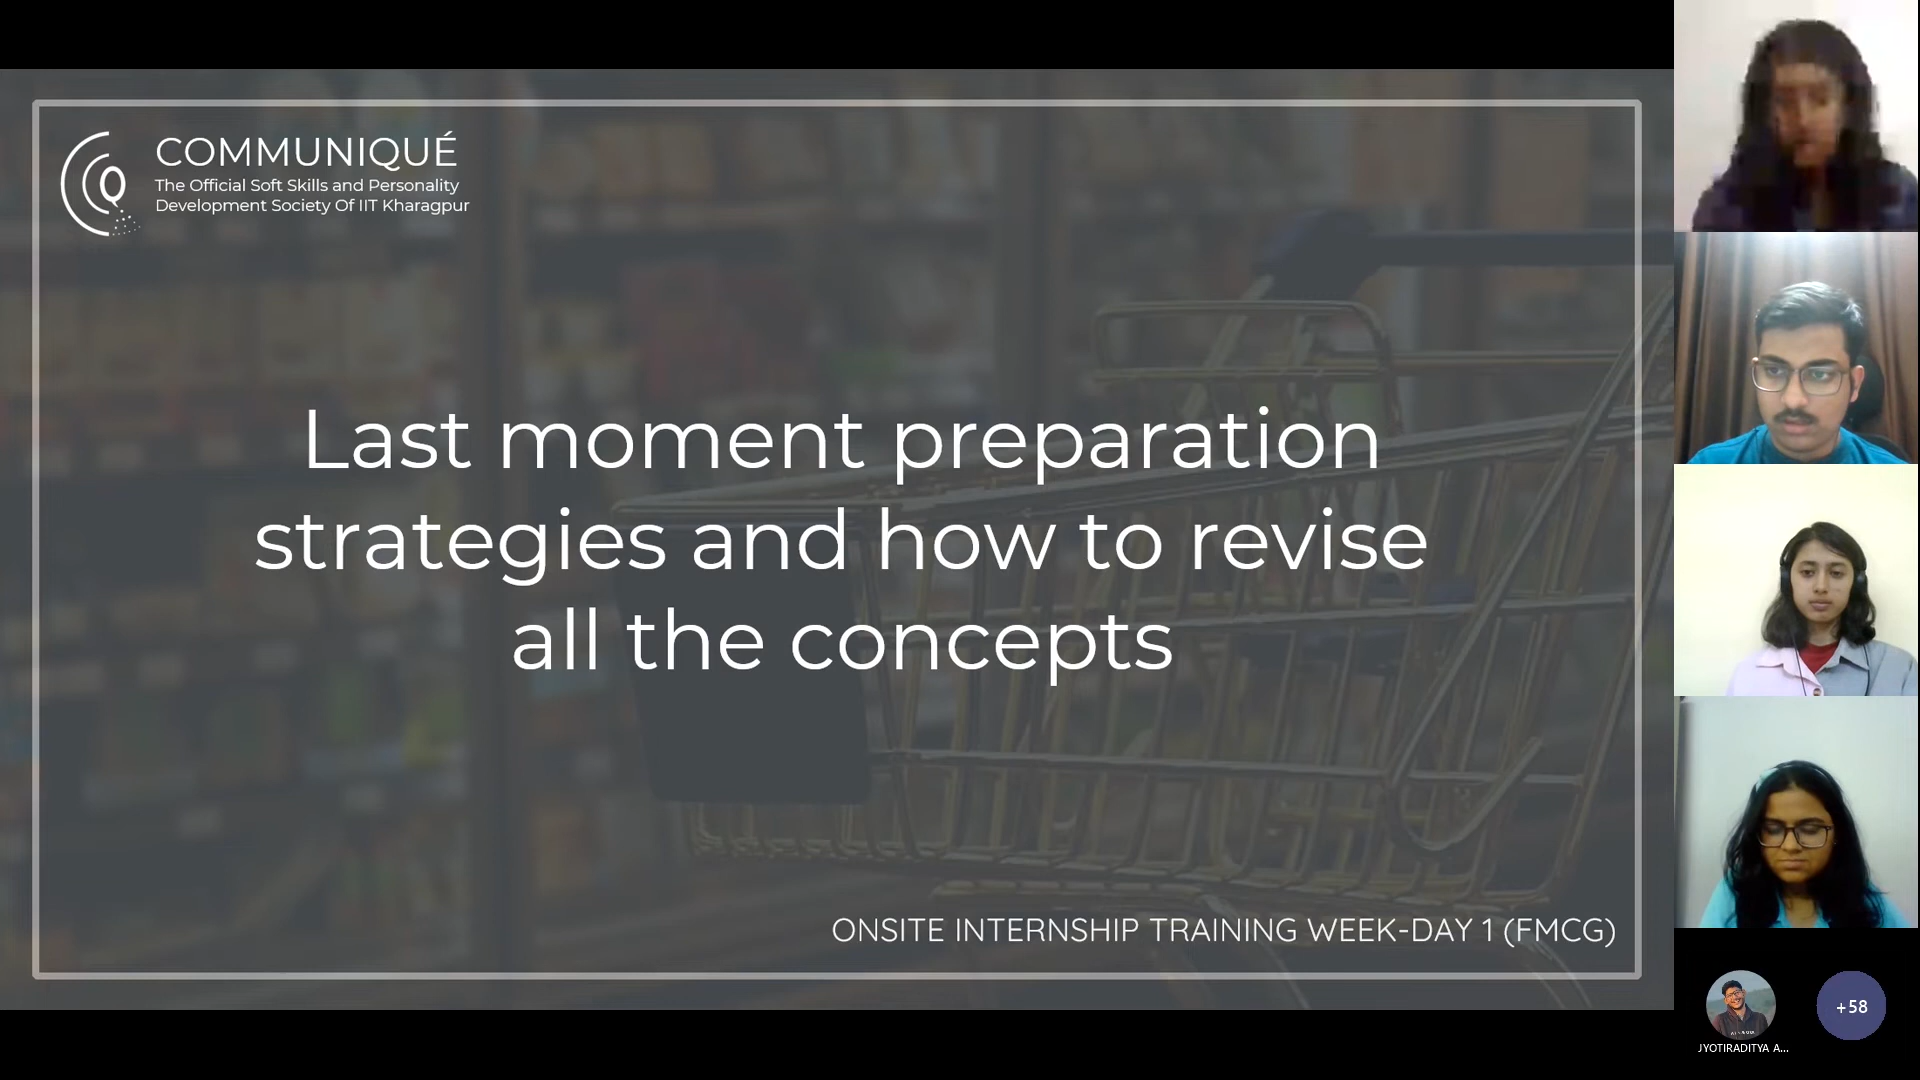 COMMUNIQUÉ
The Official Soft Skills and Personality
Development Society Of IIT Kharagpur
Last moment preparation
strategies and how to revise
all the concepts
ONSITE INTERNSHIP TRAINING WEEK-DAY 1 (FMCG)
+58
JYOTIRADITYA A...